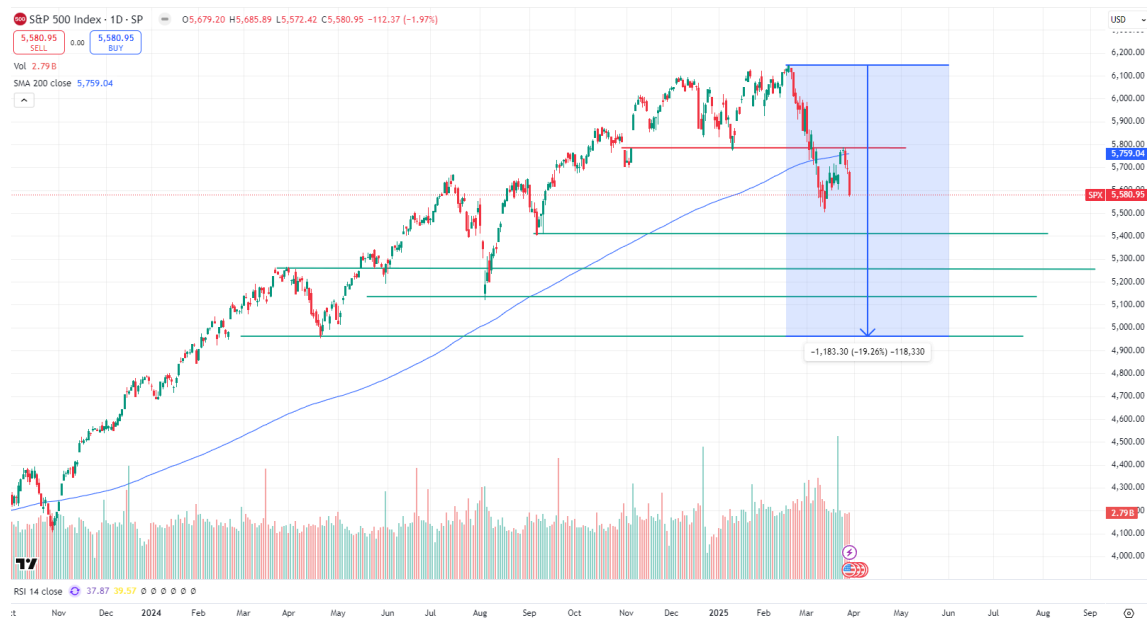 500 S&P 500 Index · 1D · SP O5,679.20 H5,685.89 L5,572.42 C5,580.95 −112.37 (−1.97%)
USD
5,580.95 SELL 0.00 5,580.95 BUY
Vol 2.79 B
SMA 200 close 5,759.04
6,200.00
6,100.00
6,000.00
5,900.00
5,800.00
5,759.04
5,700.00
SPX 5,580.95
5,500.00
5,400.00
5,300.00
5,200.00
5,100.00
5,000.00
4,900.00
−1,183.30 (−19.26%) −118,330
4,800.00
4,700.00
4,600.00
4,500.00
4,400.00
4,300.00
2.79 B
4,100.00
4,000.00
RSI 14 close 37.87 39.57 ∅ ∅ ∅ ∅ ∅ ∅
Nov Dec 2024 Feb Mar Apr May Jun Jul Aug Sep Oct Nov Dec 2025 Feb Mar Apr May Jun Jul Aug Sep